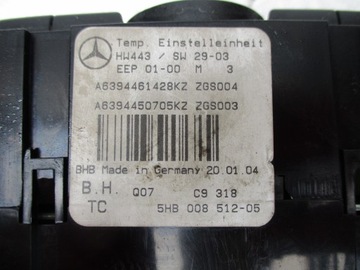 Temp. Einstelleinheit
HW443 / SW 29-03
EEP 01-00 M 3
A6394461428KZ ZGS004
A6394450705KZ ZGS003
BHB Made in Germany 20.01.04
B.H. Q07 C9 318
TC 5HB 008 512-05